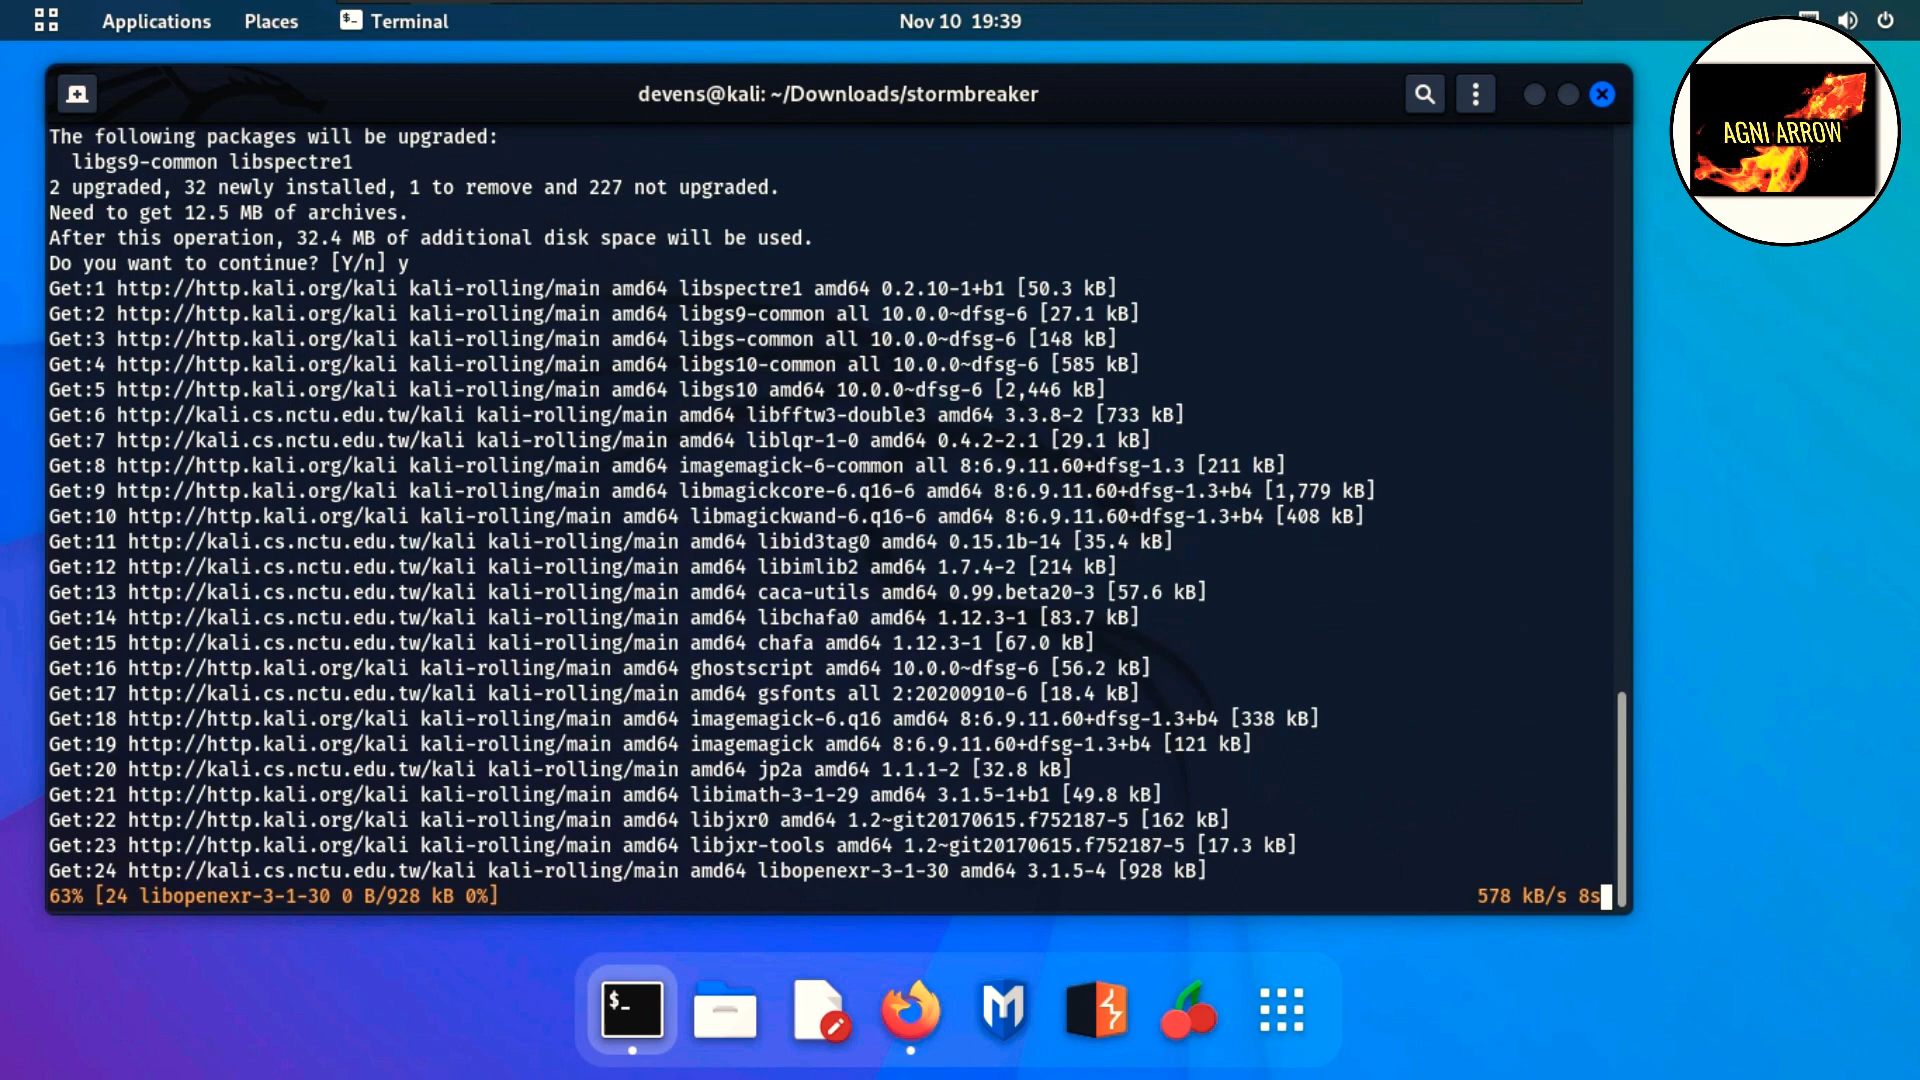 Applications Places Terminal Nov 10 19:39
devens@kali: ~/Downloads/stormbreaker
AGNI ARROW
The following packages will be upgraded:
libgs9-common libspectre1
2 upgraded, 32 newly installed, 1 to remove and 227 not upgraded.
Need to get 12.5 MB of archives.
After this operation, 32.4 MB of additional disk space will be used.
Do you want to continue? [Y/n] y
Get:1 http://http.kali.org/kali kali-rolling/main amd64 libspectre1 amd64 0.2.10-1+b1 [50.3 kB]
Get:2 http://http.kali.org/kali kali-rolling/main amd64 libgs9-common all 10.0.0~dfsg-6 [27.1 kB]
Get:3 http://http.kali.org/kali kali-rolling/main amd64 libgs-common all 10.0.0~dfsg-6 [148 kB]
Get:4 http://http.kali.org/kali kali-rolling/main amd64 libgs10-common all 10.0.0~dfsg-6 [585 kB]
Get:5 http://http.kali.org/kali kali-rolling/main amd64 libgs10 amd64 10.0.0~dfsg-6 [2,446 kB]
Get:6 http://kali.cs.nctu.edu.tw/kali kali-rolling/main amd64 libfftw3-double3 amd64 3.3.8-2 [733 kB]
Get:7 http://kali.cs.nctu.edu.tw/kali kali-rolling/main amd64 liblqr-1-0 amd64 0.4.2-2.1 [29.1 kB]
Get:8 http://http.kali.org/kali kali-rolling/main amd64 imagemagick-6-common all 8:6.9.11.60+dfsg-1.3 [211 kB]
Get:9 http://http.kali.org/kali kali-rolling/main amd64 libmagickcore-6.q16-6 amd64 8:6.9.11.60+dfsg-1.3+b4 [1,779 kB]
Get:10 http://http.kali.org/kali kali-rolling/main amd64 libmagickwand-6.q16-6 amd64 8:6.9.11.60+dfsg-1.3+b4 [408 kB]
Get:11 http://kali.cs.nctu.edu.tw/kali kali-rolling/main amd64 libid3tag0 amd64 0.15.1b-14 [35.4 kB]
Get:12 http://kali.cs.nctu.edu.tw/kali kali-rolling/main amd64 libimlib2 amd64 1.7.4-2 [214 kB]
Get:13 http://kali.cs.nctu.edu.tw/kali kali-rolling/main amd64 caca-utils amd64 0.99.beta20-3 [57.6 kB]
Get:14 http://kali.cs.nctu.edu.tw/kali kali-rolling/main amd64 libchafa0 amd64 1.12.3-1 [83.7 kB]
Get:15 http://kali.cs.nctu.edu.tw/kali kali-rolling/main amd64 chafa amd64 1.12.3-1 [67.0 kB]
Get:16 http://http.kali.org/kali kali-rolling/main amd64 ghostscript amd64 10.0.0~dfsg-6 [56.2 kB]
Get:17 http://kali.cs.nctu.edu.tw/kali kali-rolling/main amd64 gsfonts all 2:20200910-6 [18.4 kB]
Get:18 http://http.kali.org/kali kali-rolling/main amd64 imagemagick-6.q16 amd64 8:6.9.11.60+dfsg-1.3+b4 [338 kB]
Get:19 http://http.kali.org/kali kali-rolling/main amd64 imagemagick amd64 8:6.9.11.60+dfsg-1.3+b4 [121 kB]
Get:20 http://kali.cs.nctu.edu.tw/kali kali-rolling/main amd64 jp2a amd64 1.1.1-2 [32.8 kB]
Get:21 http://http.kali.org/kali kali-rolling/main amd64 libimath-3-1-29 amd64 3.1.5-1+b1 [49.8 kB]
Get:22 http://http.kali.org/kali kali-rolling/main amd64 libjxr0 amd64 1.2~git20170615.f752187-5 [162 kB]
Get:23 http://http.kali.org/kali kali-rolling/main amd64 libjxr-tools amd64 1.2~git20170615.f752187-5 [17.3 kB]
Get:24 http://kali.cs.nctu.edu.tw/kali kali-rolling/main amd64 libopenexr-3-1-30 amd64 3.1.5-4 [928 kB]
63% [24 libopenexr-3-1-30 0 B/928 kB 0%] 578 kB/s 8s